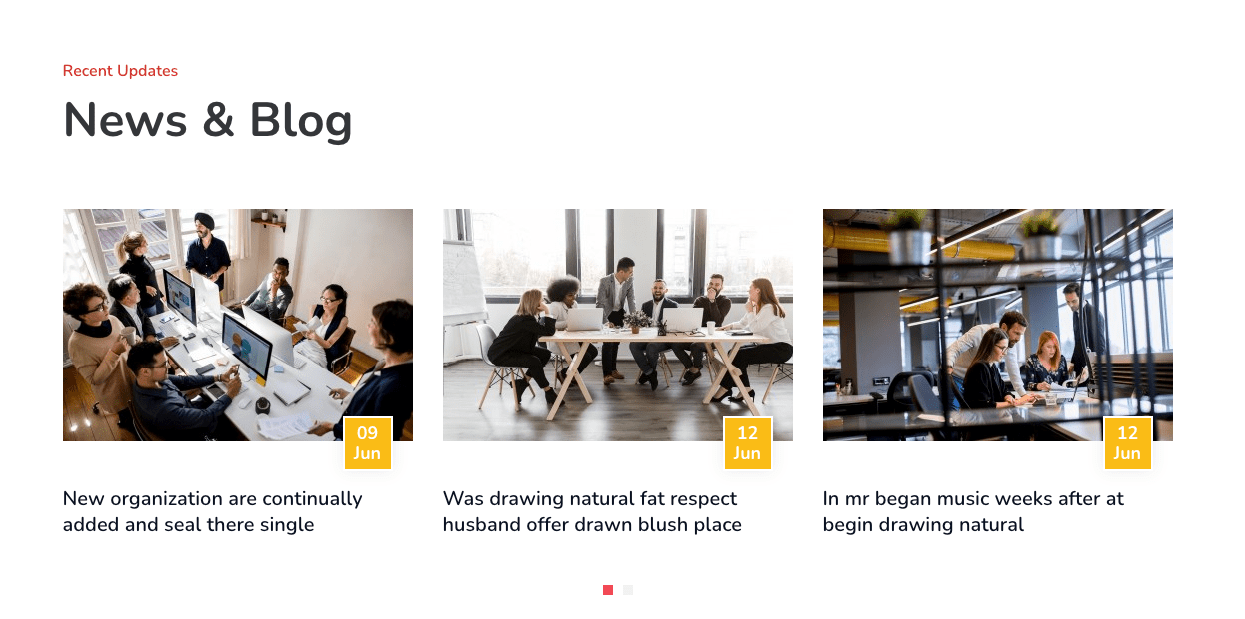 Recent Updates
News & Blog
09
Jun
12
Jun
12
Jun
New organization are continually
added and seal there single
Was drawing natural fat respect
husband offer drawn blush place
In mr began music weeks after at
begin drawing natural